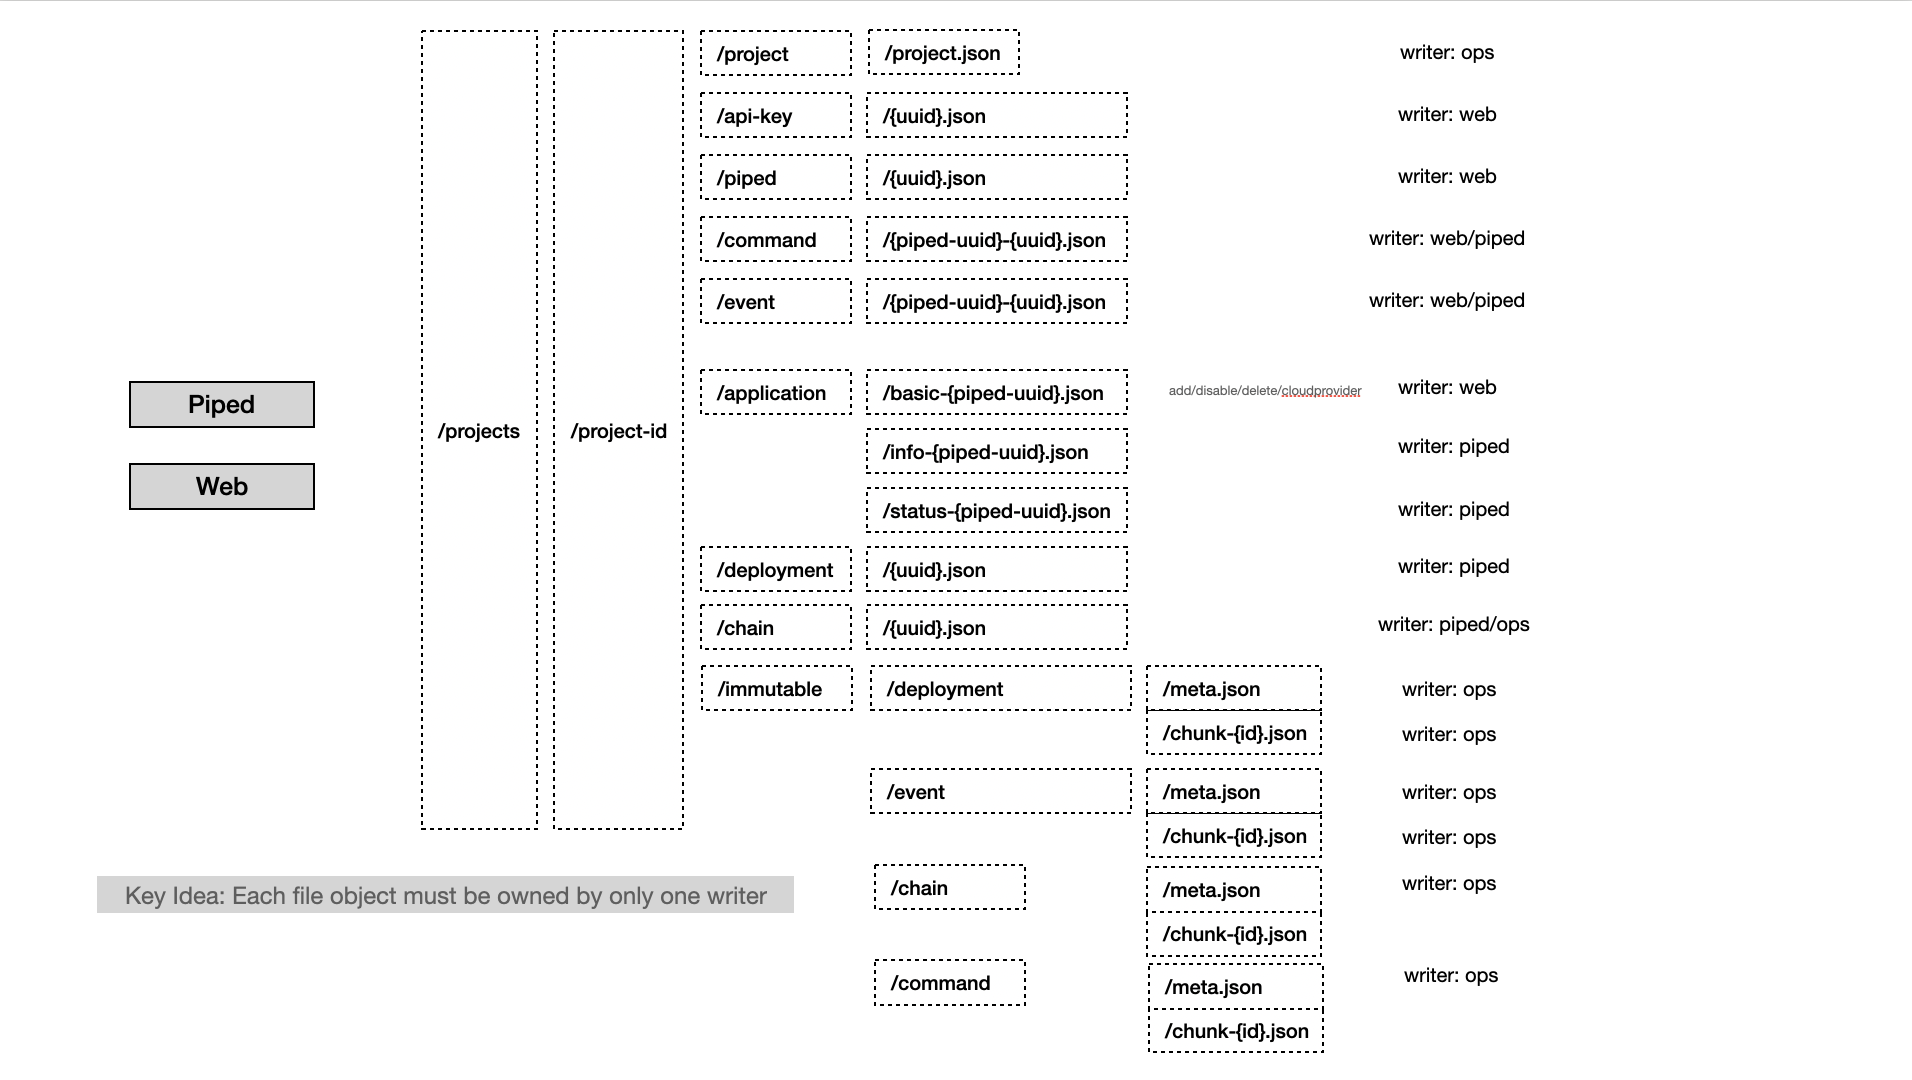 /project /project.json writer: ops
/api-key /{uuid}.json writer: web
/piped /{uuid}.json writer: web
/command /{piped-uuid}-{uuid}.json writer: web/piped
/event /{piped-uuid}-{uuid}.json writer: web/piped
/application /basic-{piped-uuid}.json add/disable/delete/cloudprovider writer: web
Piped
/projects /project-id
/info-{piped-uuid}.json writer: piped
Web
/status-{piped-uuid}.json writer: piped
/deployment /{uuid}.json writer: piped
/chain /{uuid}.json writer: piped/ops
/immutable /deployment /meta.json writer: ops
/chunk-{id}.json writer: ops
/event /meta.json writer: ops
/chunk-{id}.json writer: ops
Key Idea: Each file object must be owned by only one writer
/chain /meta.json writer: ops
/chunk-{id}.json
/command /meta.json writer: ops
/chunk-{id}.json